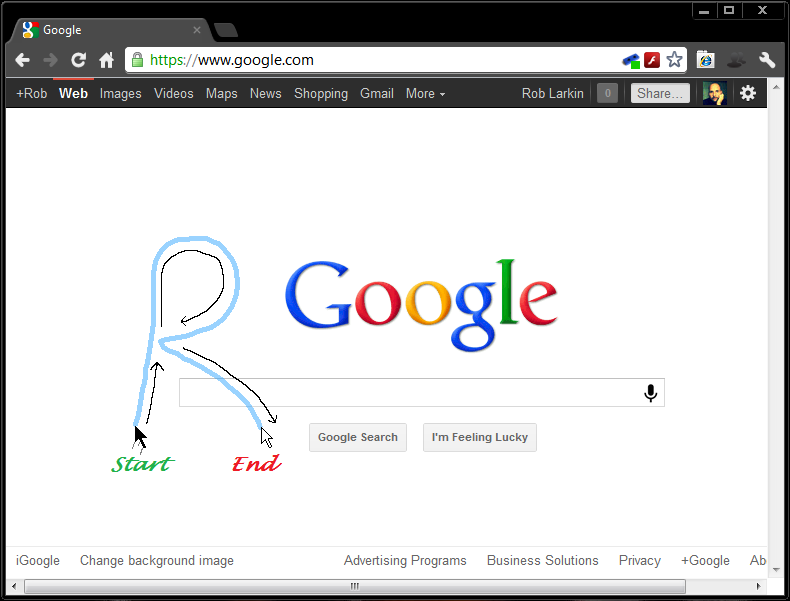 Google
https://www.google.com
+Rob Web Images Videos Maps News Shopping Gmail More Rob Larkin 0 Share...
R
Google
Google Search I'm Feeling Lucky
Start End
iGoogle Change background image Advertising Programs Business Solutions Privacy +Google Ab